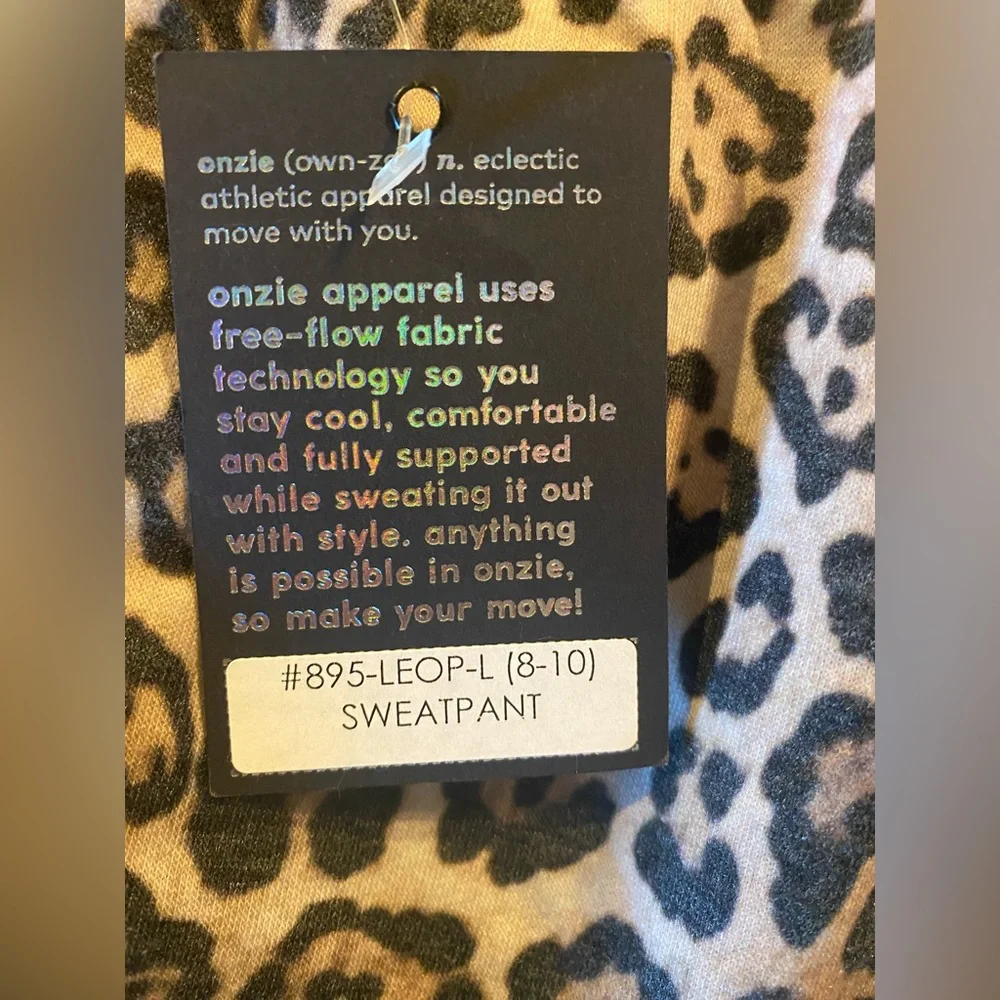 onzie (own-z ) n. eclectic
athletic apparel designed to
move with you.
onzie apparel uses
free-flow fabric
technology so you
stay cool, comfortable
and fully supported
while sweating it out
with style. anything
is possible in onzie,
so make your move!
#895-LEOP-L (8-10)
SWEATPANT